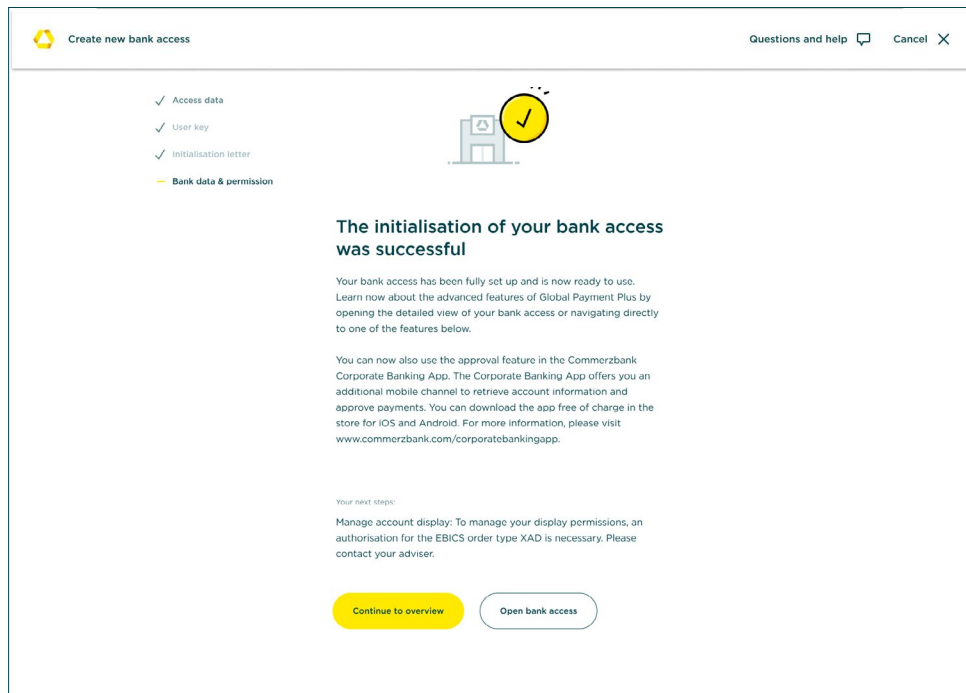 Create new bank access
Questions and help
Cancel
Access data
User key
Initialisation letter
Bank data & permission
The initialisation of your bank access
was successful
Your bank access has been fully set up and is now ready to use.
Learn now about the advanced features of Global Payment Plus by
opening the detailed view of your bank access or navigating directly
to one of the features below.
You can now also use the approval feature in the Commerzbank
Corporate Banking App. The Corporate Banking App offers you an
additional mobile channel to retrieve account information and
approve payments. You can download the app free of charge in the
store for iOS and Android. For more information, please visit
www.commerzbank.com/corporatebankingapp.
Your next steps:
Manage account display: To manage your display permissions, an
authorisation for the EBICS order type XAD is necessary. Please
contact your adviser.
Continue to overview
Open bank access